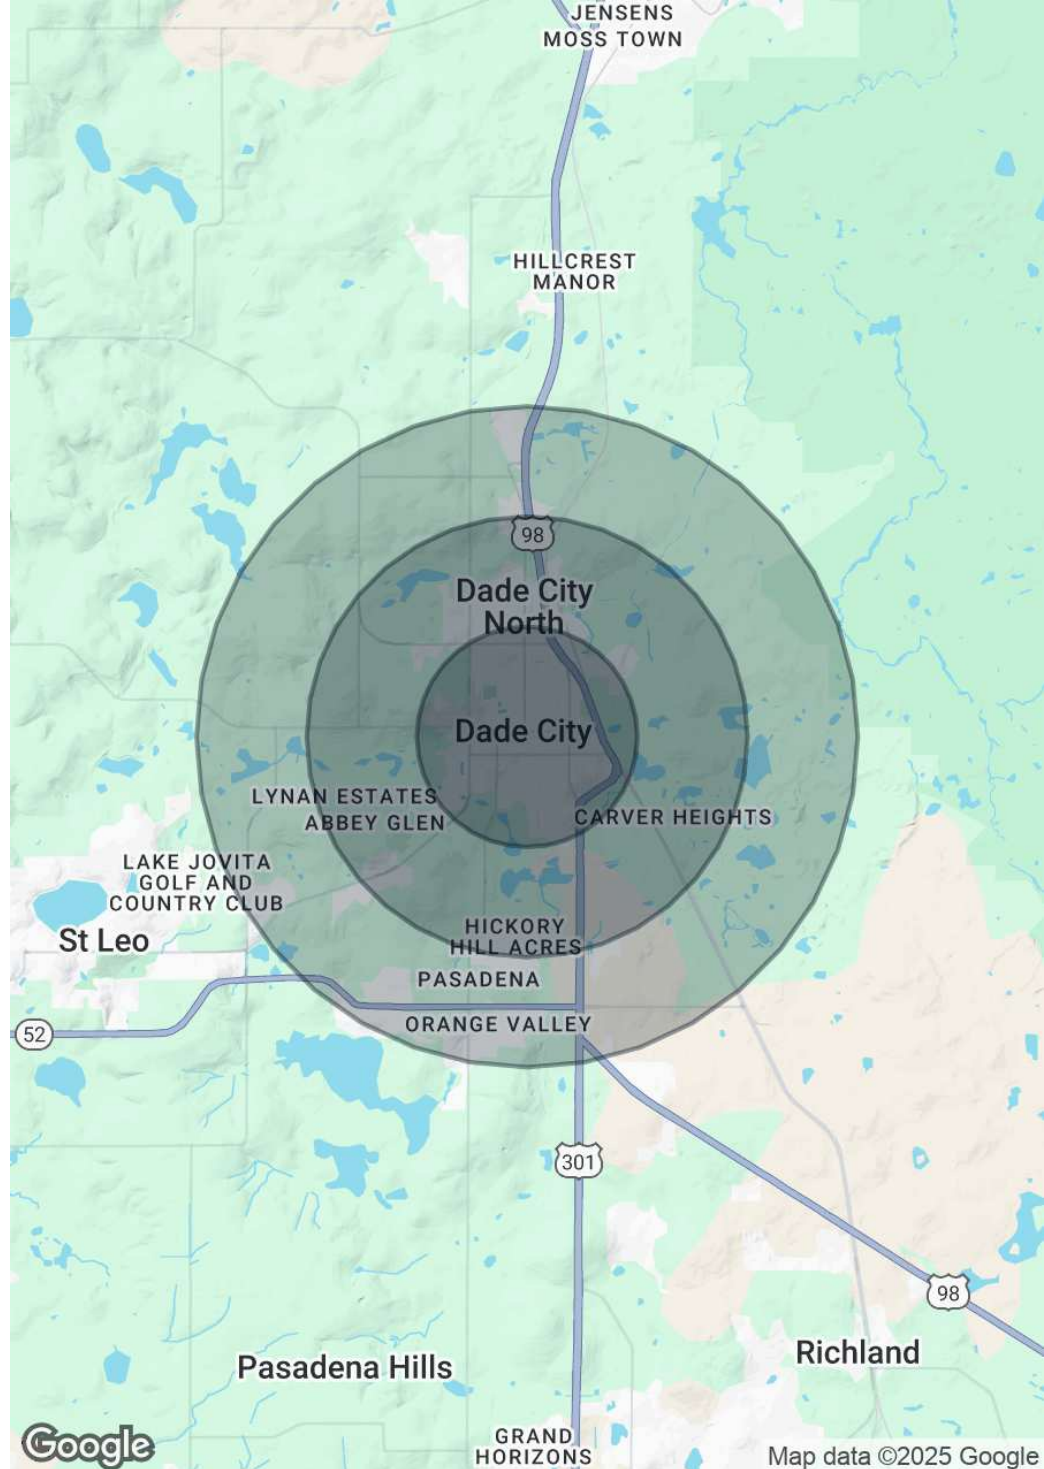 JENSENS
MOSS TOWN
HILLCREST
MANOR
98
Dade City
North
Dade City
LYNAN ESTATES
ABBEY GLEN
CARVER HEIGHTS
LAKE JOVITA
GOLF AND
COUNTRY CLUB
St Leo
HICKORY
HILL ACRES
PASADENA
ORANGE VALLEY
52
301
98
Richland
Pasadena Hills
GRAND
HORIZONS
Google
Map data ©2025 Google